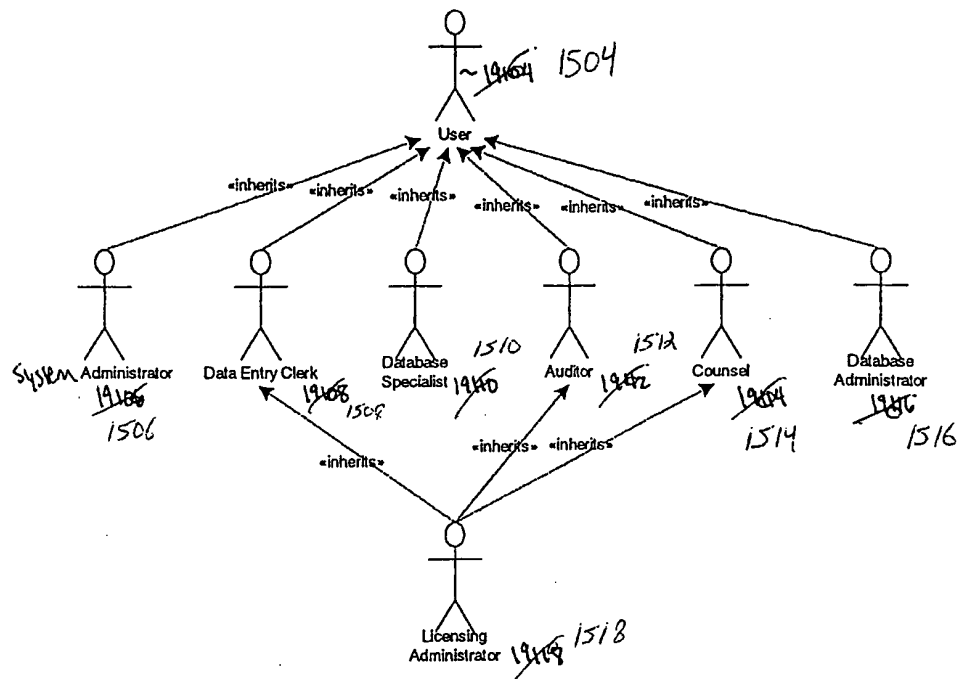 1504
User
«inherits» «inherits» «inherits» «inherits» «inherits» «inherits»
System Administrator
1506
Data Entry Clerk
1508
Database
Specialist
1510
Auditor
1512
Counsel
1514
Database
Administrator
1516
«inherits» «inherits» «inherits»
Licensing
Administrator
1518